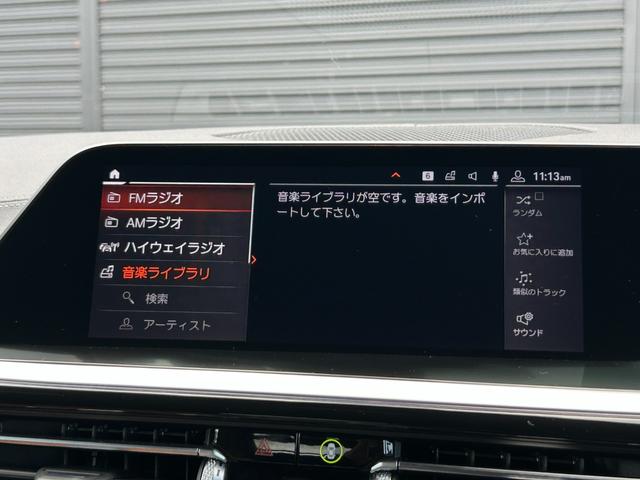 6
11:13am
FMラジオ
AMラジオ
ハイウェイラジオ
音楽ライブラリ
検索
アーティスト
音楽ライブラリが空です。音楽をインポ
ートして下さい。
ランダム
お気に入りに追加
類似のトラック
サウンド